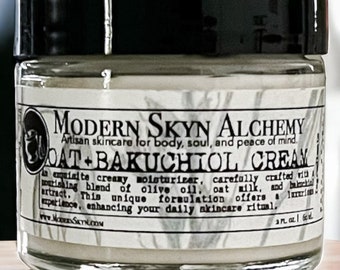 MODERN SKYN ALCHEMY
Artisan skincare for body, soul, and peace of mind.
OAT+BAKUCHIOL CREAM
An exquisite creamy moisturizer, carefully crafted with a
nourishing blend of olive oil, oat milk, and bakuchiol
extract. This unique formulation offers a luxurious
experience, enhancing your daily skincare ritual.
WWW.MODERNSKYN.COM
2 FL. OZ.